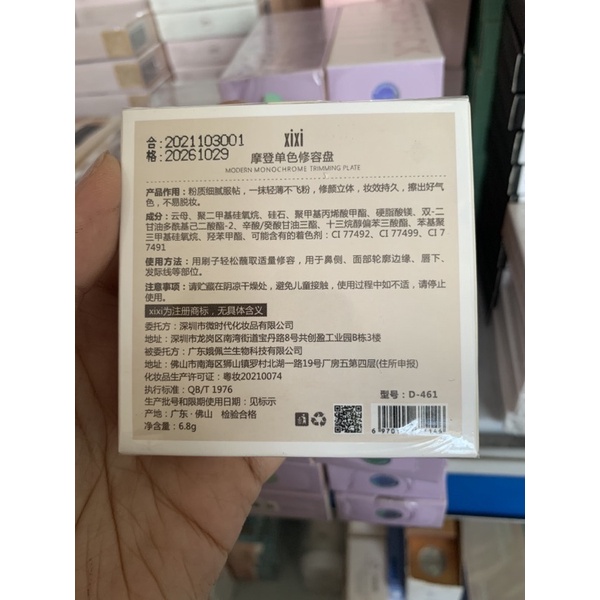 合: 2021103001
格: 20261029
xixi
摩登单色修容盘
MODERN MONOCHROME TRIMMING PLATE
产品作用：粉质细腻服帖，一抹轻薄不飞粉，修颜立体，妆效持久，擦出好气
色，不易脱妆。
成分：云母、聚二甲基硅氧烷、硅石、聚甲基丙烯酸甲酯、硬脂酸镁、双-二
甘油多酰基己二酸酯-2、辛酸/癸酸甘油三酯、十三烷醇偏苯三酸酯、苯基
聚三甲基硅氧烷、羟苯甲酯、可能含有的着色剂：CI 77492、CI 77499、CI 7
7491
使用方法：用刷子轻松蘸取适量修容，用于鼻侧、面部轮廓边缘、眉下、
发际线等部位。
注意事项：请贮藏在阴凉干燥处，避免儿童接触，使用过程中如不适，请停止
使用。
xixi为注册商标，无具体含义
委托方：深圳市微时代化妆品有限公司
地址：深圳市龙岗区南湾街道宝丹路8号共创盈工业园B栋3楼
被委托方：广东娥佩兰生物科技有限公司
地址：佛山市南海区狮山镇罗村北湖一路19号厂房五第四层(住所申报)
化妆品生产许可证：粤妆20210074
执行标准：QB/T 1976
生产批号和限期使用日期：见标示
产地：广东·佛山 检验合格
净含量：6.8g
型号：D-461